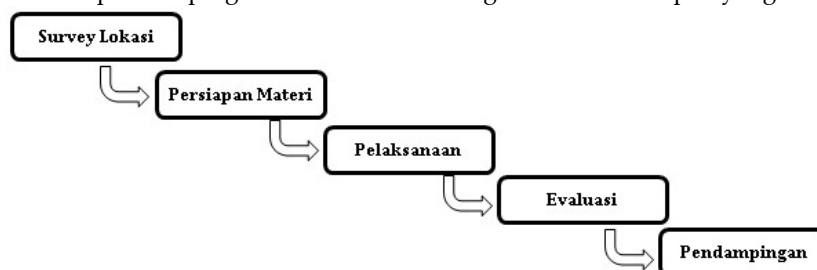 Survey Lokasi
Persiapan Materi
Pelaksanaan
Evaluasi
Pendampingan